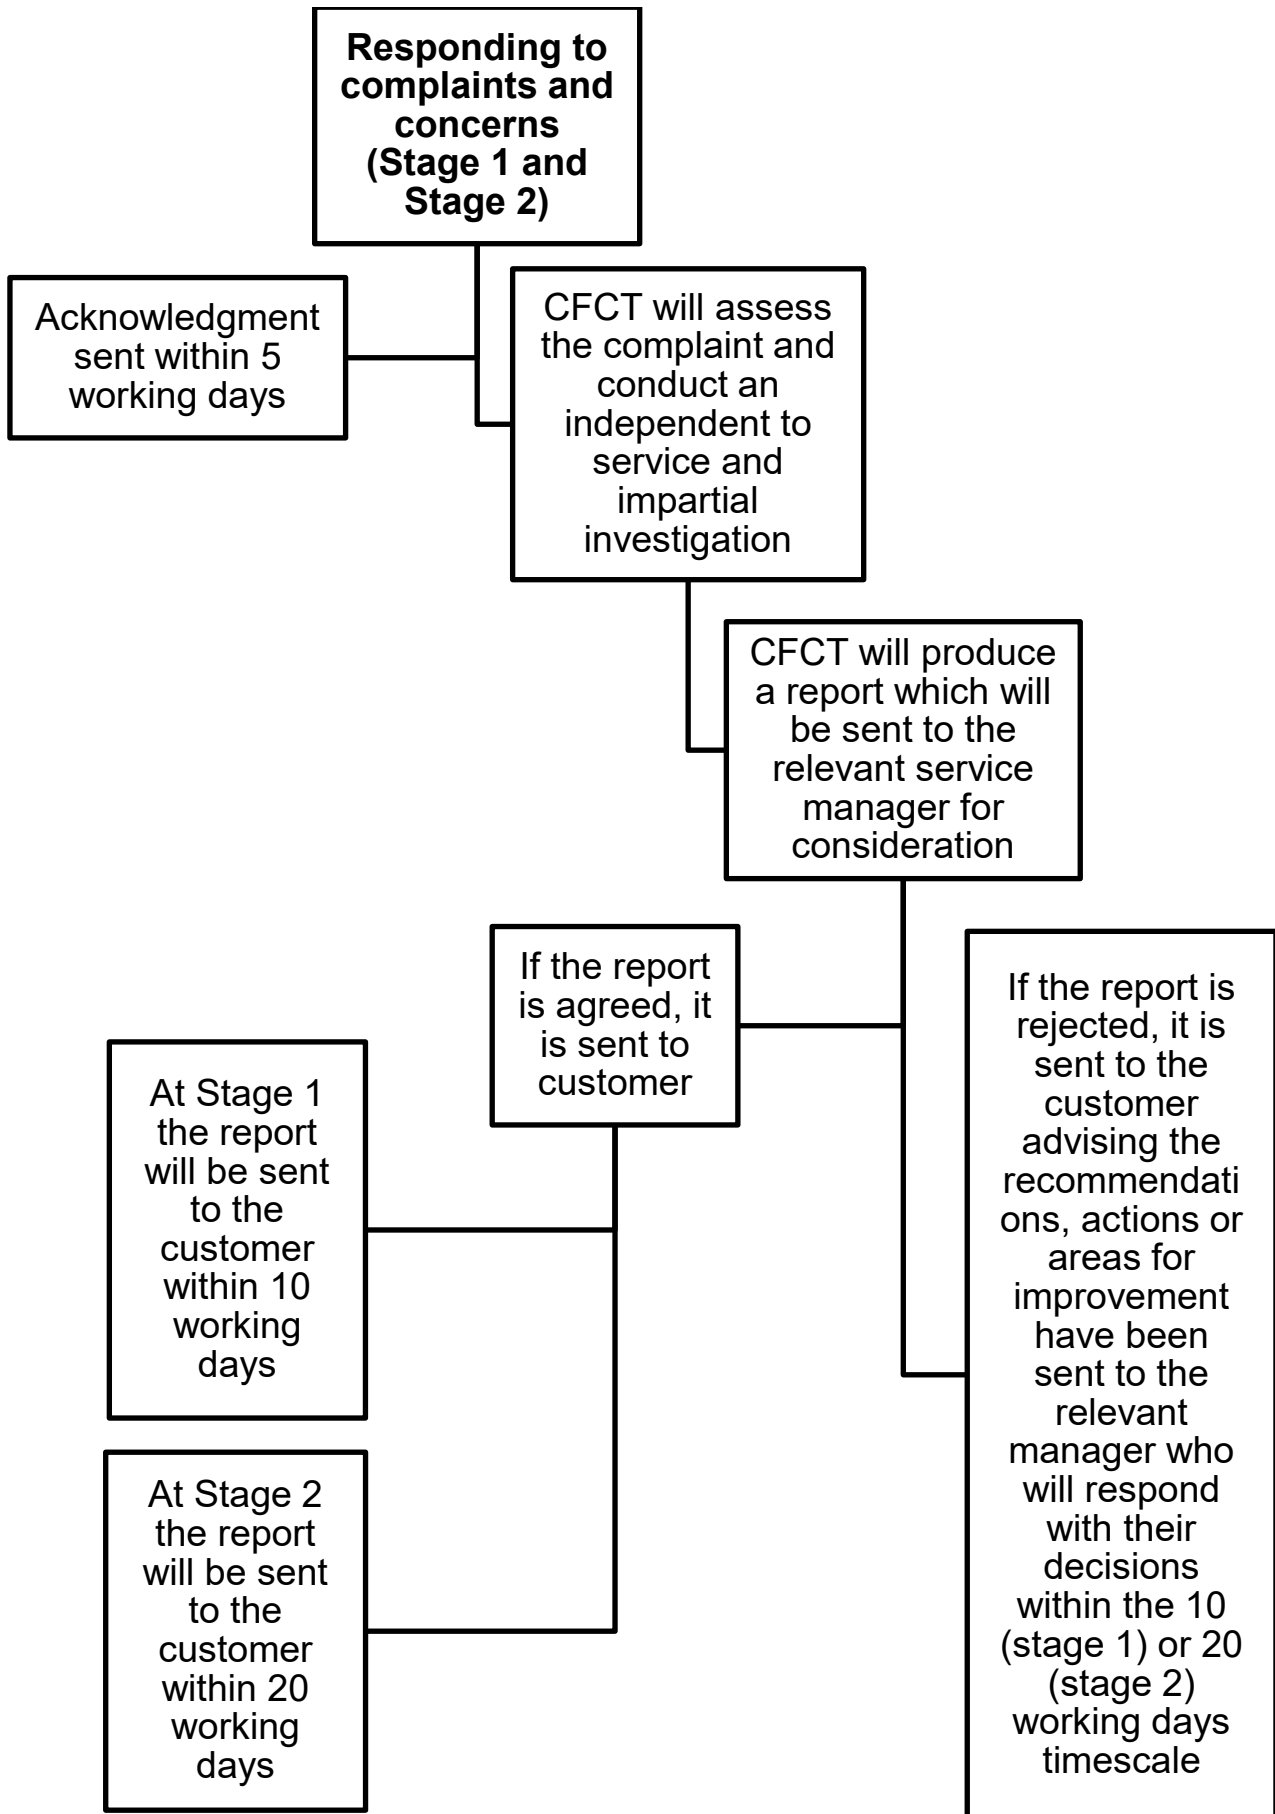 Responding to
complaints and
concerns
(Stage 1 and
Stage 2)
Acknowledgment
sent within 5
working days
CFCT will assess
the complaint and
conduct an
independent to
service and
impartial
investigation
CFCT will produce
a report which will
be sent to the
relevant service
manager for
consideration
If the report
is agreed, it
is sent to
customer
At Stage 1
the report
will be sent
to the
customer
within 10
working
days
At Stage 2
the report
will be sent
to the
customer
within 20
working
days
If the report is
rejected, it is
sent to the
customer
advising the
recommendati
ons, actions or
areas for
improvement
have been
sent to the
relevant
manager who
will respond
with their
decisions
within the 10
(stage 1) or 20
(stage 2)
working days
timescale